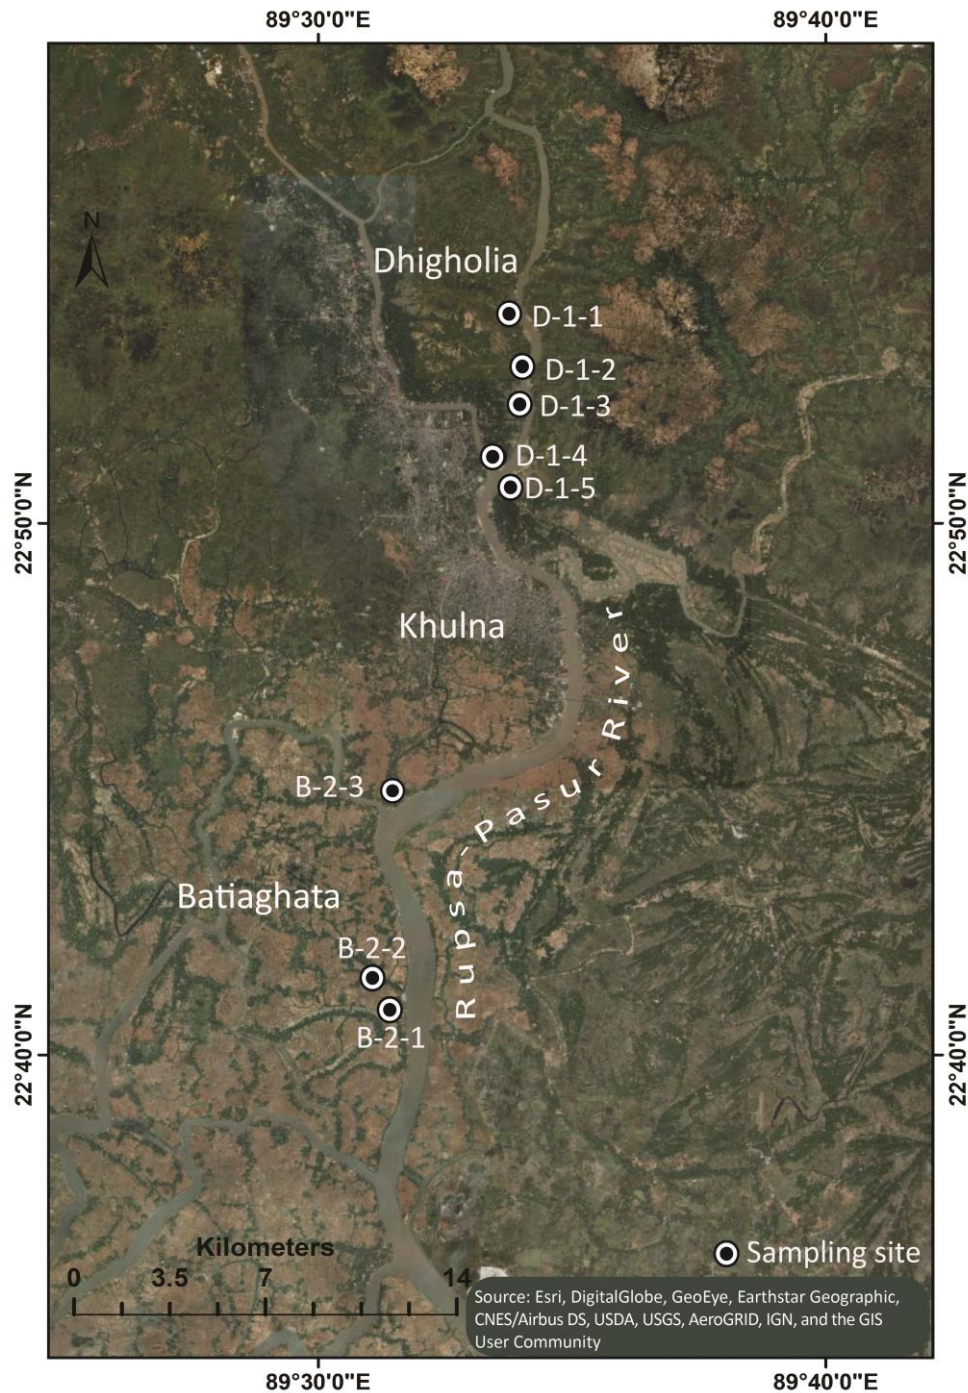 89°30'0"E
89°40'0"E
N
Dhigholia
D-1-1
D-1-2
D-1-3
D-1-4
D-1-5
22°50'0"N
22°50'0"N
Khulna
Rupsa-Pasur River
B-2-3
Batiaghata
B-2-2
B-2-1
22°40'0"N
22°40'0"N
Kilometers
0 3.5 7 14
Sampling site
Source: Esri, DigitalGlobe, GeoEye, Earthstar Geographic,
CNES/Airbus DS, USDA, USGS, AeroGRID, IGN, and the GIS
User Community
89°30'0"E
89°40'0"E